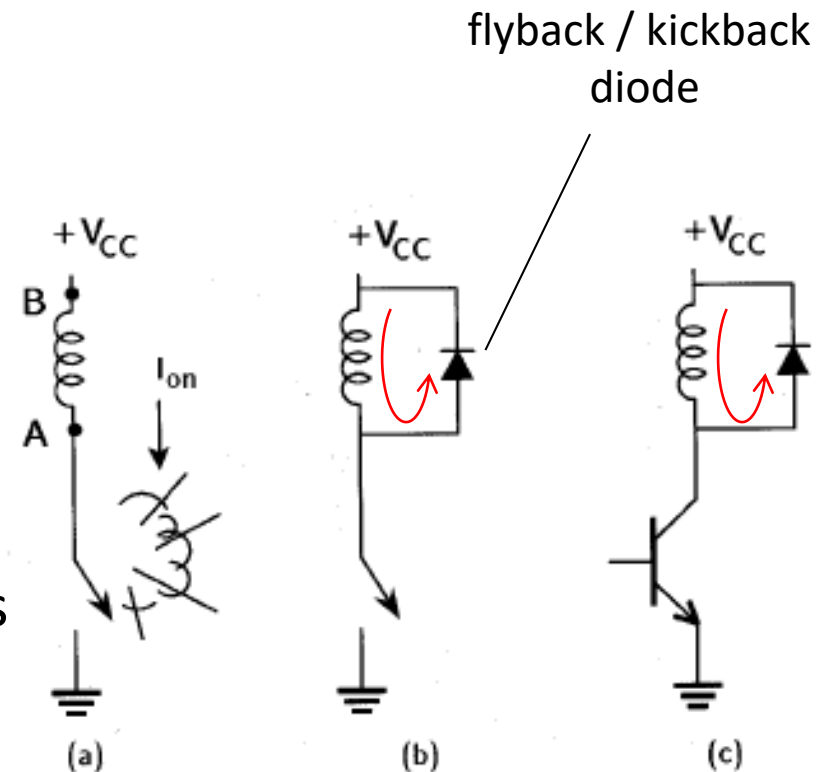 flyback / kickback
diode
+VCC
B
Ion
A
+VCC
+VCC
s
(a)
(b)
(c)